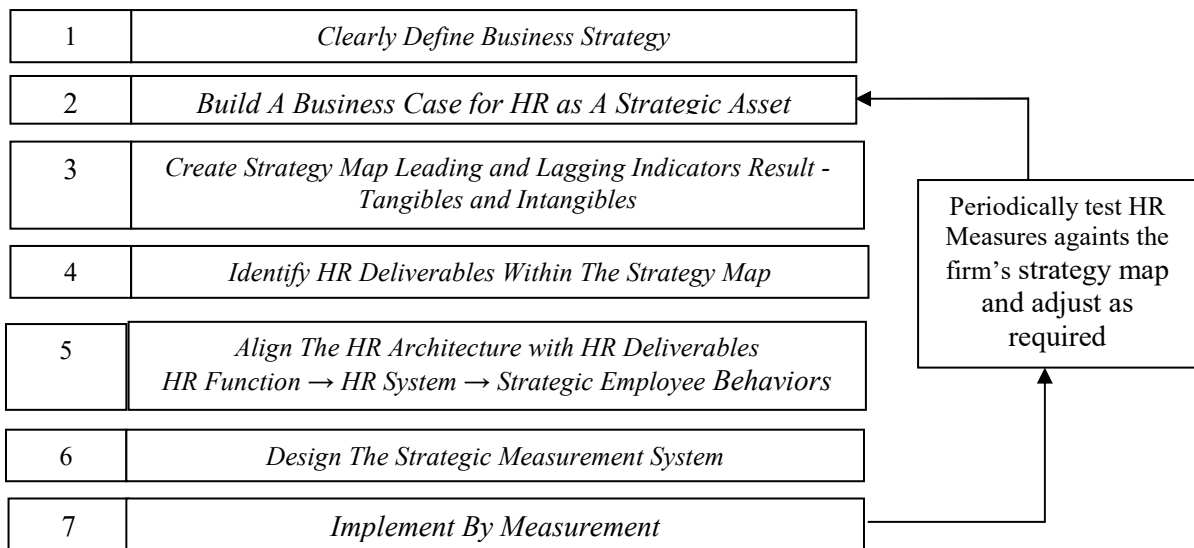 1 Clearly Define Business Strategy
2 Build A Business Case for HR as A Strategic Asset
3 Create Strategy Map Leading and Lagging Indicators Result -
Tangibles and Intangibles
4 Identify HR Deliverables Within The Strategy Map
5 Align The HR Architecture with HR Deliverables
HR Function → HR System → Strategic Employee Behaviors
6 Design The Strategic Measurement System
7 Implement By Measurement
Periodically test HR
Measures againts the
firm's strategy map
and adjust as
required